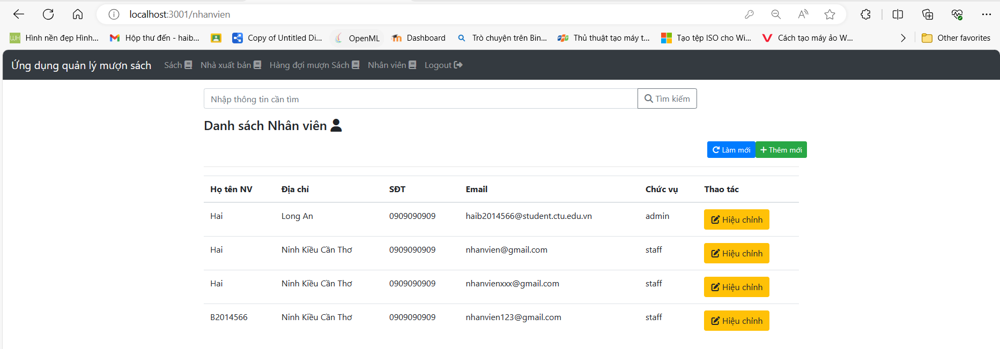 localhost:3001/nhanvien
Hình nền đẹp Hình... Hộp thư đến - haib... Copy of Untitled Di... OpenML Dashboard Trò chuyện trên Bin... Thủ thuật tạo máy t... Tạo tệp ISO cho Wi... Cách tạo máy ảo W... Other favorites
Ứng dụng quản lý mượn sách Sách Nhà xuất bản Hàng đợi mượn Sách Nhân viên Logout
Nhập thông tin cần tìm Tìm kiếm
Danh sách Nhân viên
Làm mới Thêm mới
Họ tên NV Địa chỉ SĐT Email Chức vụ Thao tác
Hai Long An 0909090909 haib2014566@student.ctu.edu.vn admin Hiệu chỉnh
Hai Ninh Kiều Cần Thơ 0909090909 nhanvien@gmail.com staff Hiệu chỉnh
Hai Ninh Kiều Cần Thơ 0909090909 nhanvienxxx@gmail.com staff Hiệu chỉnh
B2014566 Ninh Kiều Cần Thơ 0909090909 nhanvien123@gmail.com staff Hiệu chỉnh